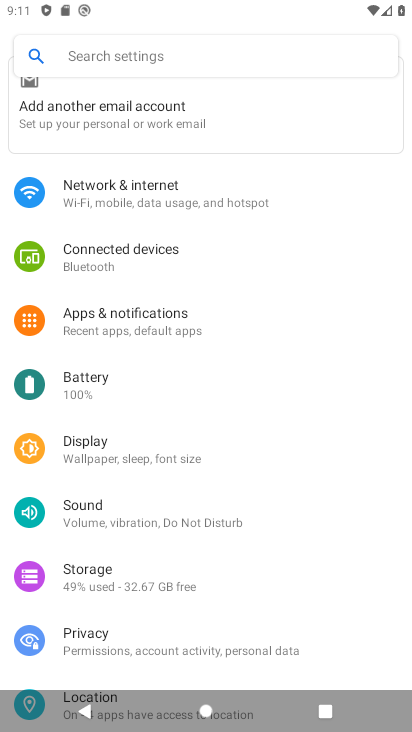 9:11
Search settings
Add another email account
Set up your personal or work email
Network & internet
Wi-Fi, mobile, data usage, and hotspot
Connected devices
Bluetooth
Apps & notifications
Recent apps, default apps
Battery
100%
Display
Wallpaper, sleep, font size
Sound
Volume, vibration, Do Not Disturb
Storage
49% used - 32.67 GB free
Privacy
Permissions, account activity, personal data
Location
On - 4 apps have access to location